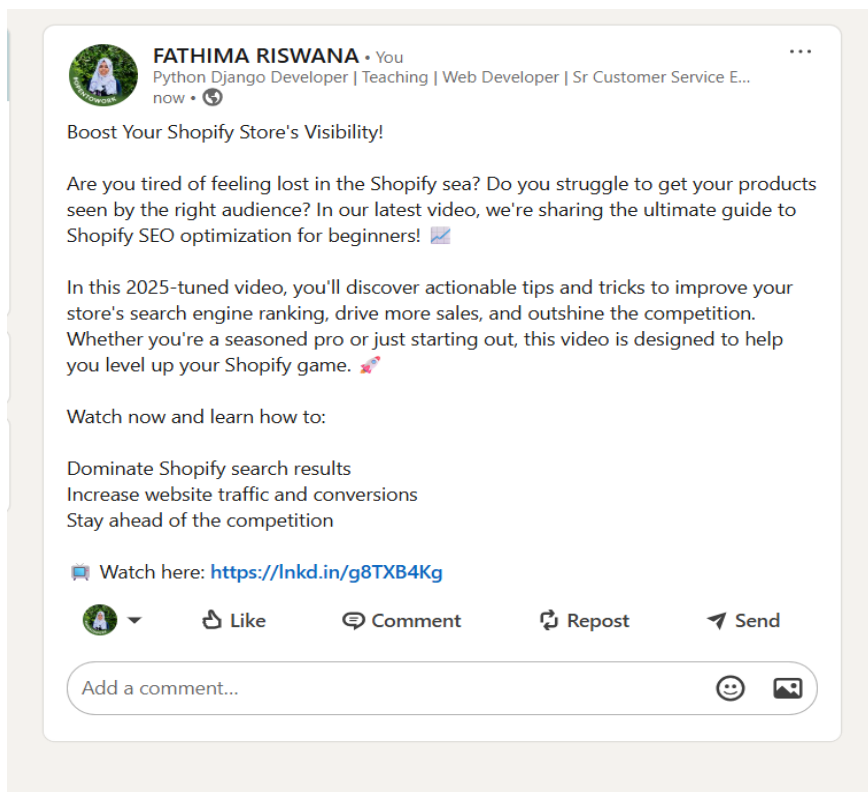 FATHIMA RISWANA • You
Python Django Developer | Teaching | Web Developer | Sr Customer Service E...
now •
Boost Your Shopify Store's Visibility!
Are you tired of feeling lost in the Shopify sea? Do you struggle to get your products
seen by the right audience? In our latest video, we're sharing the ultimate guide to
Shopify SEO optimization for beginners! 📈
In this 2025-tuned video, you'll discover actionable tips and tricks to improve your
store's search engine ranking, drive more sales, and outshine the competition.
Whether you're a seasoned pro or just starting out, this video is designed to help
you level up your Shopify game. 🚀
Watch now and learn how to:
Dominate Shopify search results
Increase website traffic and conversions
Stay ahead of the competition
📺 Watch here: https://lnkd.in/g8TXB4Kg
Like Comment Repost Send
Add a comment...